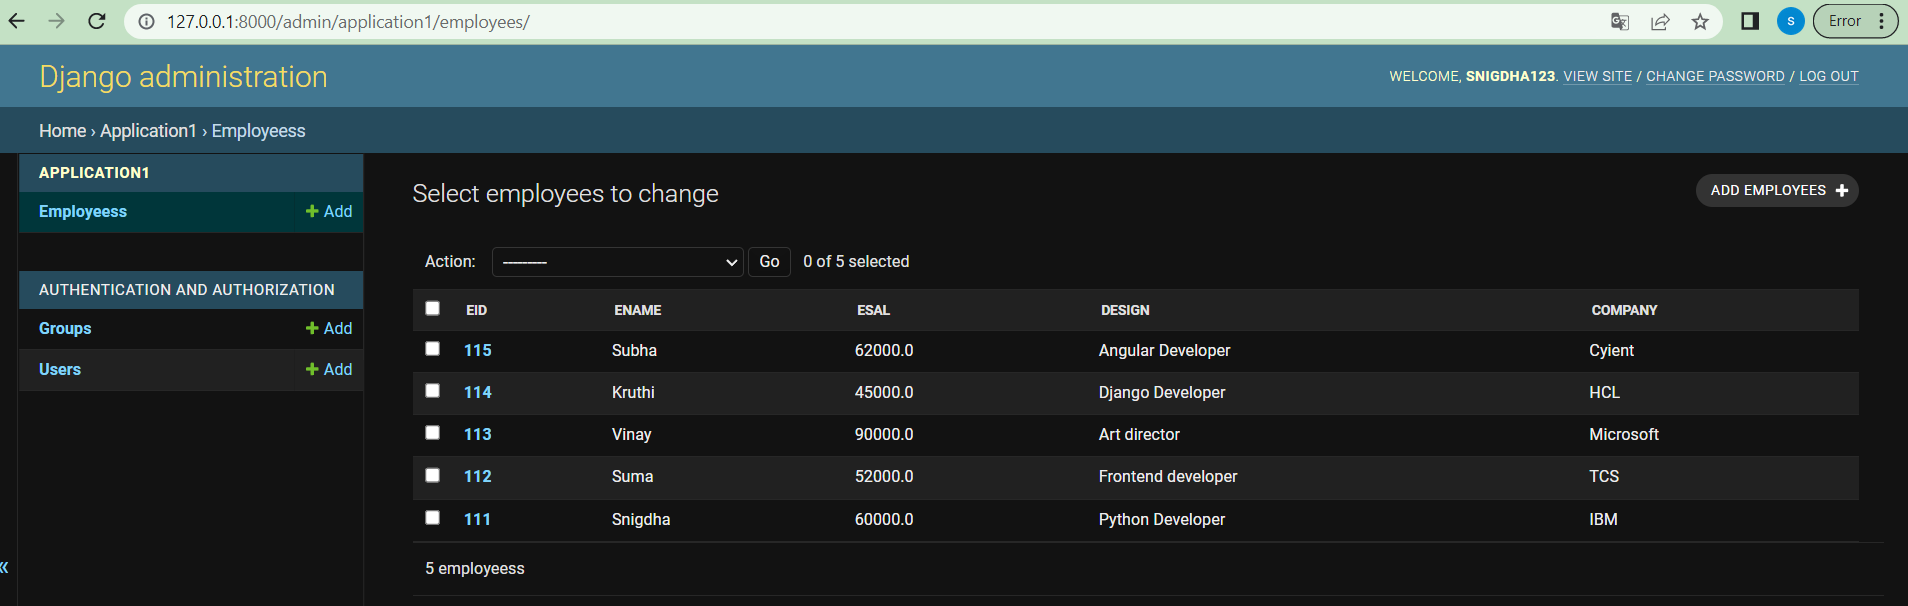 127.0.0.1:8000/admin/application1/employees/
S
Error
Django administration
WELCOME, SNIGDHA123. VIEW SITE / CHANGE PASSWORD / LOG OUT
Home › Application1 › Employeess
APPLICATION1
Employeess + Add
AUTHENTICATION AND AUTHORIZATION
Groups + Add
Users + Add
«
Select employees to change
ADD EMPLOYEES +
Action: --------- Go 0 of 5 selected
EID ENAME ESAL DESIGN COMPANY
115 Subha 62000.0 Angular Developer Cyient
114 Kruthi 45000.0 Django Developer HCL
113 Vinay 90000.0 Art director Microsoft
112 Suma 52000.0 Frontend developer TCS
111 Snigdha 60000.0 Python Developer IBM
5 employeess